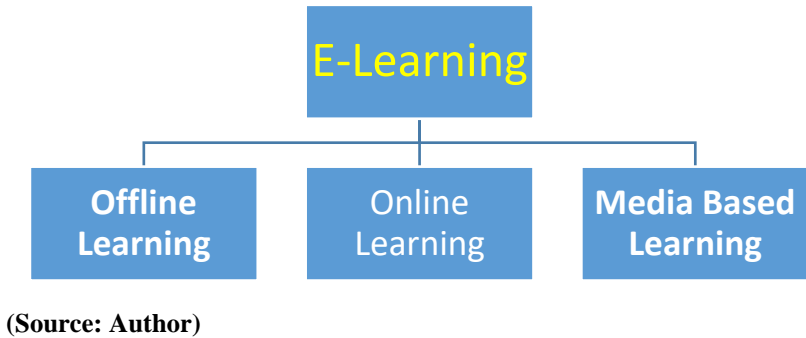 E-Learning
Offline
Learning
Online
Learning
Media Based
Learning
(Source: Author)